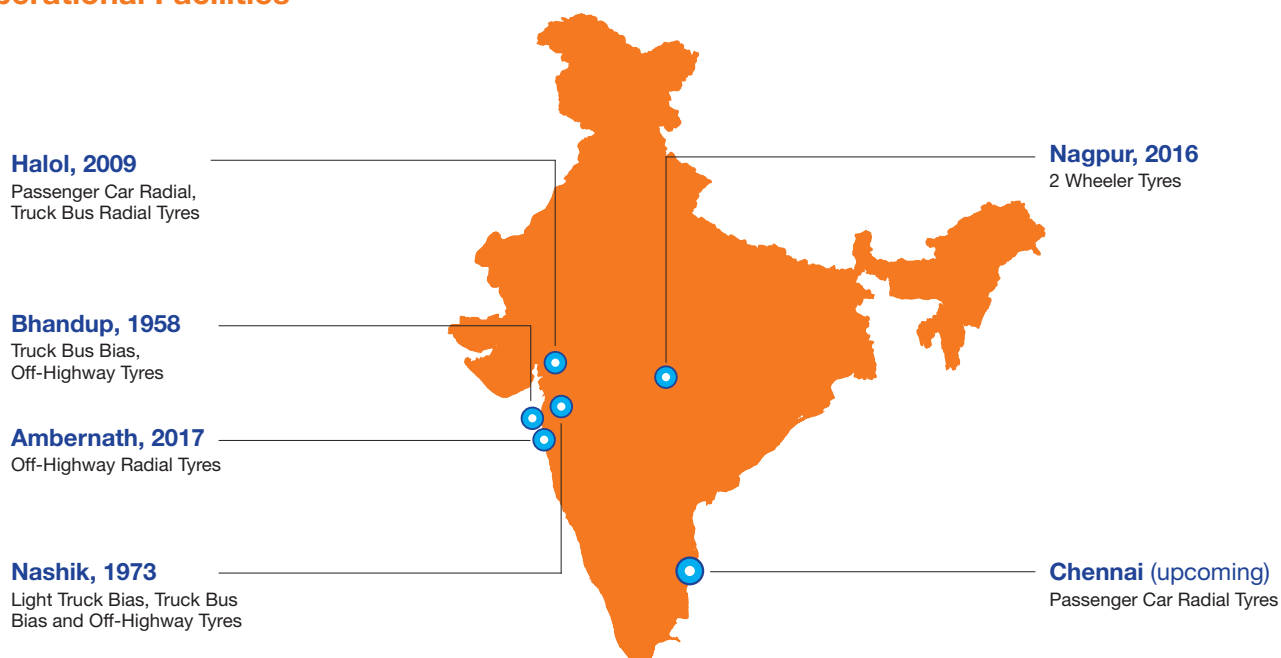 Operational Facilities
Halol, 2009
Passenger Car Radial,
Truck Bus Radial Tyres
Bhandup, 1958
Truck Bus Bias,
Off-Highway Tyres
Ambernath, 2017
Off-Highway Radial Tyres
Nashik, 1973
Light Truck Bias, Truck Bus
Bias and Off-Highway Tyres
Nagpur, 2016
2 Wheeler Tyres
Chennai (upcoming)
Passenger Car Radial Tyres